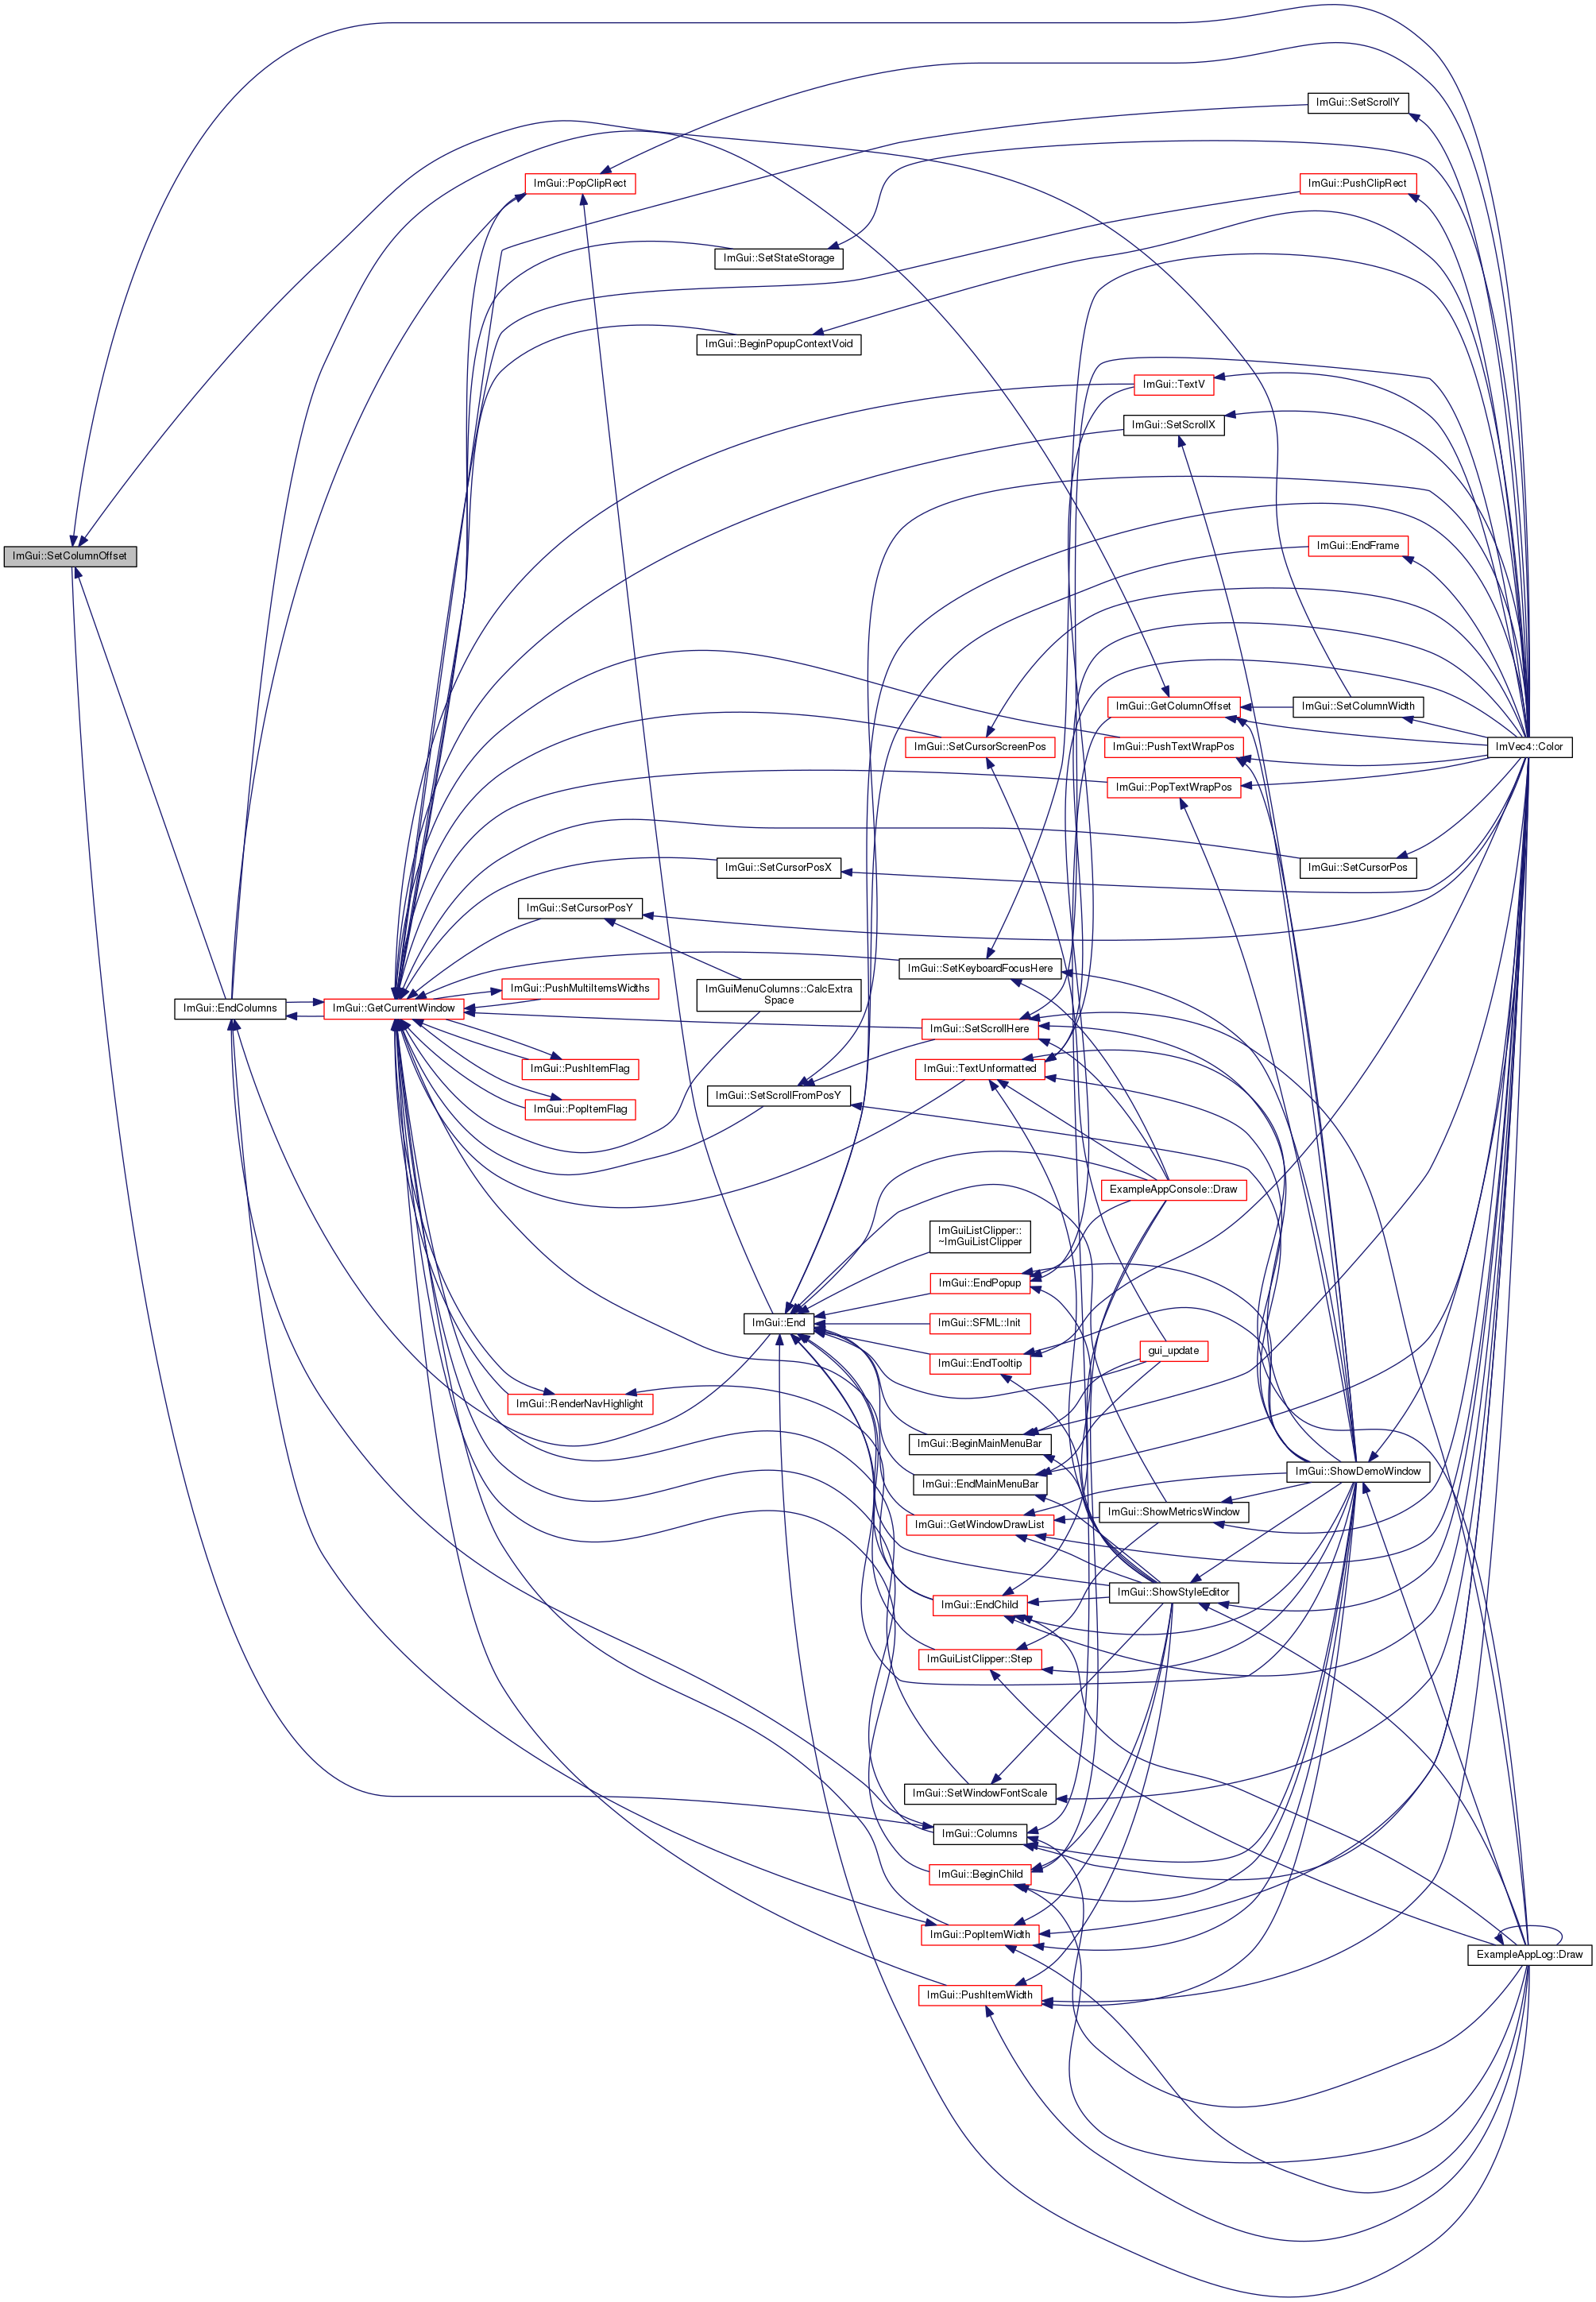 ImGui::SetScrollY
ImGui::PopClipRect
ImGui::PushClipRect
ImGui::SetStateStorage
ImGui::BeginPopupContextVoid
ImGui::TextV
ImGui::SetScrollX
ImGui::EndFrame
ImGui::SetColumnOffset
ImGui::GetColumnOffset
ImGui::SetColumnWidth
ImGui::SetCursorScreenPos
ImGui::PushTextWrapPos
ImVec4::Color
ImGui::PopTextWrapPos
ImGui::SetCursorPosX
ImGui::SetCursorPos
ImGui::SetCursorPosY
ImGui::SetKeyboardFocusHere
ImGui::PushMultiItemsWidths
ImGuiMenuColumns::CalcExtra
Space
ImGui::EndColumns
ImGui::GetCurrentWindow
ImGui::SetScrollHere
ImGui::PushItemFlag
ImGui::TextUnformatted
ImGui::SetScrollFromPosY
ImGui::PopItemFlag
ExampleAppConsole::Draw
ImGuiListClipper::
~ImGuiListClipper
ImGui::EndPopup
ImGui::End
ImGui::SFML::Init
gui_update
ImGui::EndTooltip
ImGui::RenderNavHighlight
ImGui::BeginMainMenuBar
ImGui::ShowDemoWindow
ImGui::EndMainMenuBar
ImGui::ShowMetricsWindow
ImGui::GetWindowDrawList
ImGui::ShowStyleEditor
ImGui::EndChild
ImGuiListClipper::Step
ImGui::SetWindowFontScale
ImGui::Columns
ImGui::BeginChild
ImGui::PopItemWidth
ExampleAppLog::Draw
ImGui::PushItemWidth